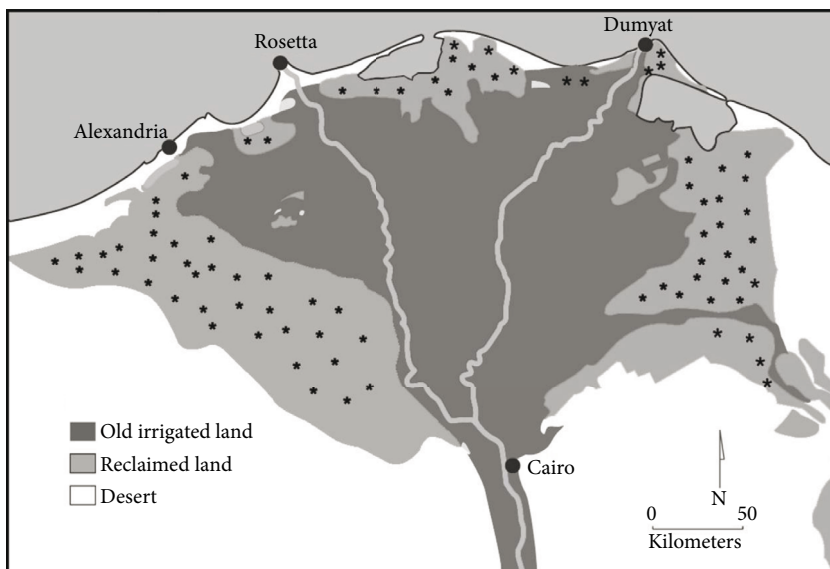 Dumyat
Rosetta
Alexandria
Old irrigated land
Reclaimed land
Desert
Cairo
N
0 50
Kilometers